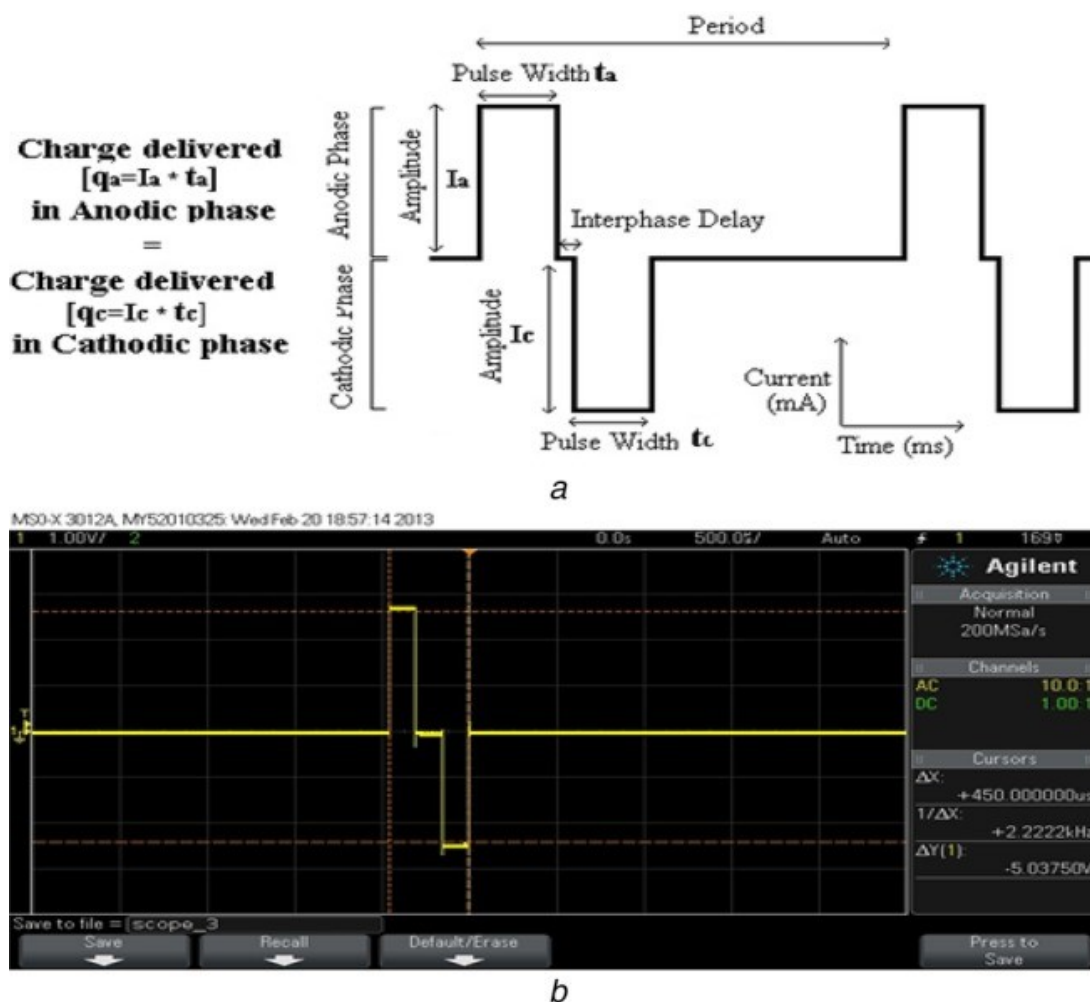 Period
Pulse Width ta
Charge delivered
[qa=Ia * ta]
in Anodic phase
=
Charge delivered
[qc=Ic * tc]
in Cathodic phase
Anodic Phase
Amplitude
Ia
Interphase Delay
Cathodic Phase
Amplitude
Ic
Current
(mA)
Pulse Width tc
Time (ms)
a
MSO-X 3012A, MY52010325: Wed Feb 20 18:57:14 2013
1 1.00V/ 2 0.0s 500.0s/ Auto 1 169
Agilent
Acquisition
Normal
200MSa/s
Channels
AC 10.0:1
DC 1.00:1
Cursors
ΔX:
+450.000000us
1/ΔX:
+2.2222kHz
ΔY(1):
-5.03750V
Save to file = scope_3
Save
Recall
Default/Erase
Press to
Save
b